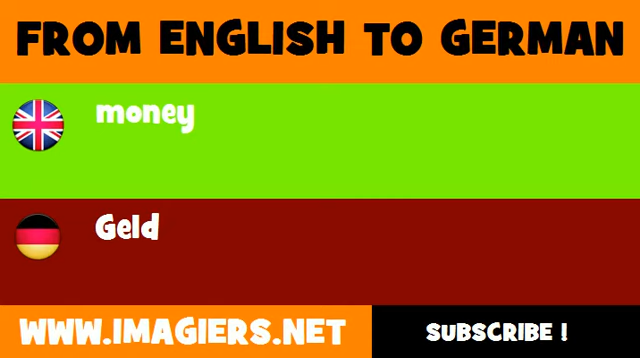 FROM ENGLISH TO GERMAN
money
Geld
WWW.IMAGIERS.NET
SUBSCRIBE !